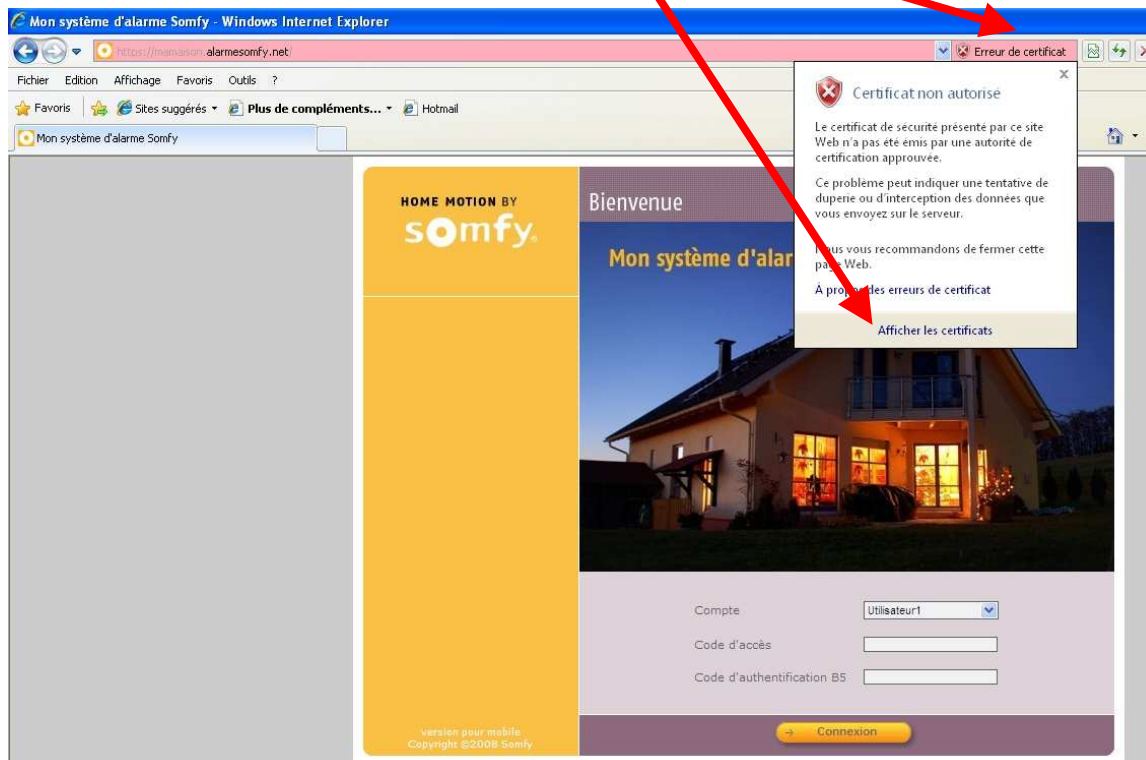 Mon système d'alarme Somfy - Windows Internet Explorer
https://mamaison.alarmesomfy.net/
Erreur de certificat
Fichier Edition Affichage Favoris Outils ?
Favoris Sites suggérés Plus de compléments... Hotmail
Mon système d'alarme Somfy
Certificat non autorisé
Le certificat de sécurité présenté par ce site
Web n'a pas été émis par une autorité de
certification approuvée.
Ce problème peut indiquer une tentative de
duperie ou d'interception des données que
vous envoyez sur le serveur.
Nous vous recommandons de fermer cette
page Web.
À propos des erreurs de certificat
Afficher les certificats
HOME MOTION BY
somfy.
Bienvenue
Mon système d'alar
Compte
Utilisateur1
Code d'accès
Code d'authentification B5
Connexion
version pour mobile
Copyright ©2008 Somfy